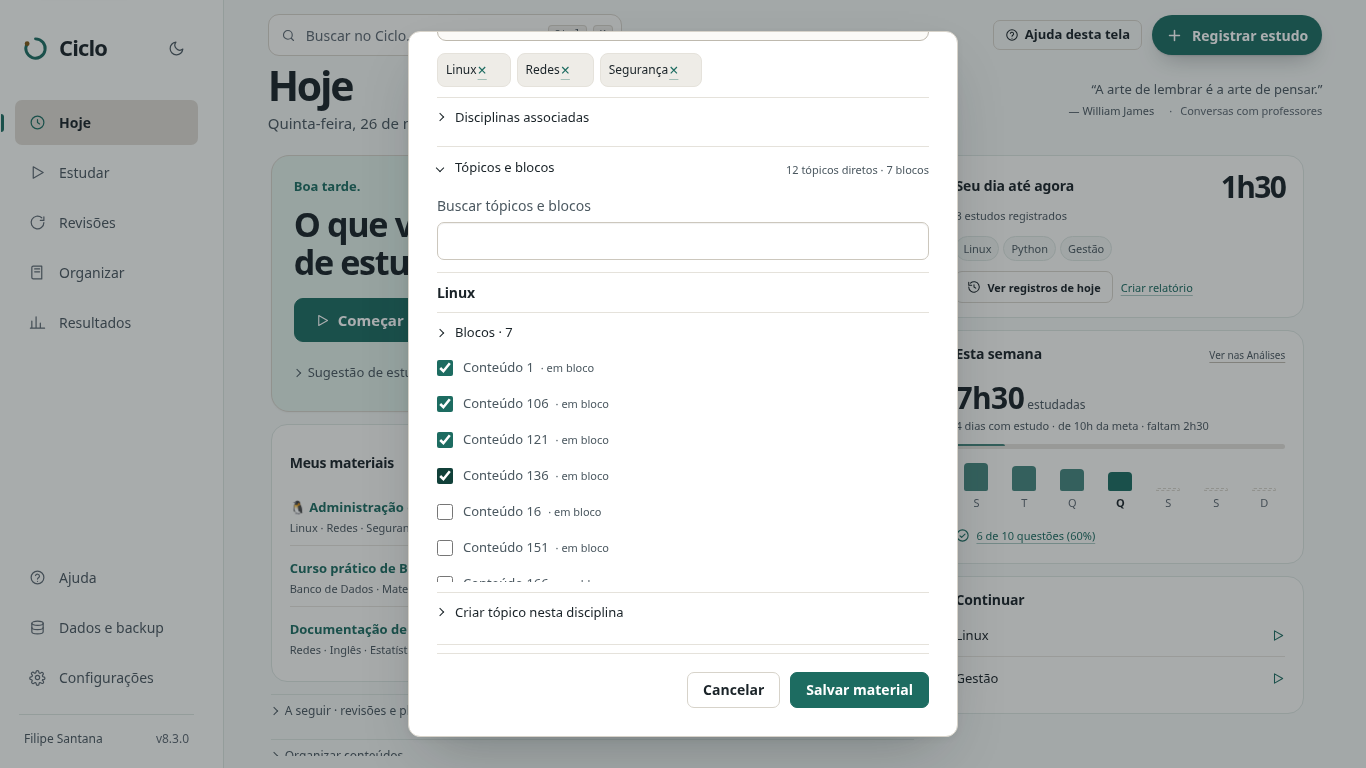 Ciclo
Hoje
Estudar
Revisões
Organizar
Resultados
Ajuda
Dados e backup
Configurações
Filipe Santana v8.3.0
Buscar no Ciclo
Ajuda desta tela
Registrar estudo
Hoje
Quinta-feira, 26 de
“A arte de lembrar é a arte de pensar.”
— William James · Conversas com professores
Boa tarde.
O que
de estu
Começar
Sugestão de estu
Meus materiais
Administração
Linux · Redes · Seguran
Curso prático de B
Banco de Dados · Mate
Documentação de
Redes · Inglês · Estatíst
A seguir · revisões e pl
Organizar conteúdos
Linux✕ Redes✕ Segurança✕
Disciplinas associadas
Tópicos e blocos
12 tópicos diretos · 7 blocos
Buscar tópicos e blocos
Linux
Blocos · 7
Conteúdo 1 · em bloco
Conteúdo 106 · em bloco
Conteúdo 121 · em bloco
Conteúdo 136 · em bloco
Conteúdo 16 · em bloco
Conteúdo 151 · em bloco
Conteúdo 166
Criar tópico nesta disciplina
Cancelar
Salvar material
Seu dia até agora
1h30
3 estudos registrados
Linux Python Gestão
Ver registros de hoje
Criar relatório
Esta semana
Ver nas Análises
7h30 estudadas
4 dias com estudo · de 10h da meta · faltam 2h30
S T Q Q S S D
6 de 10 questões (60%)
Continuar
Linux
Gestão